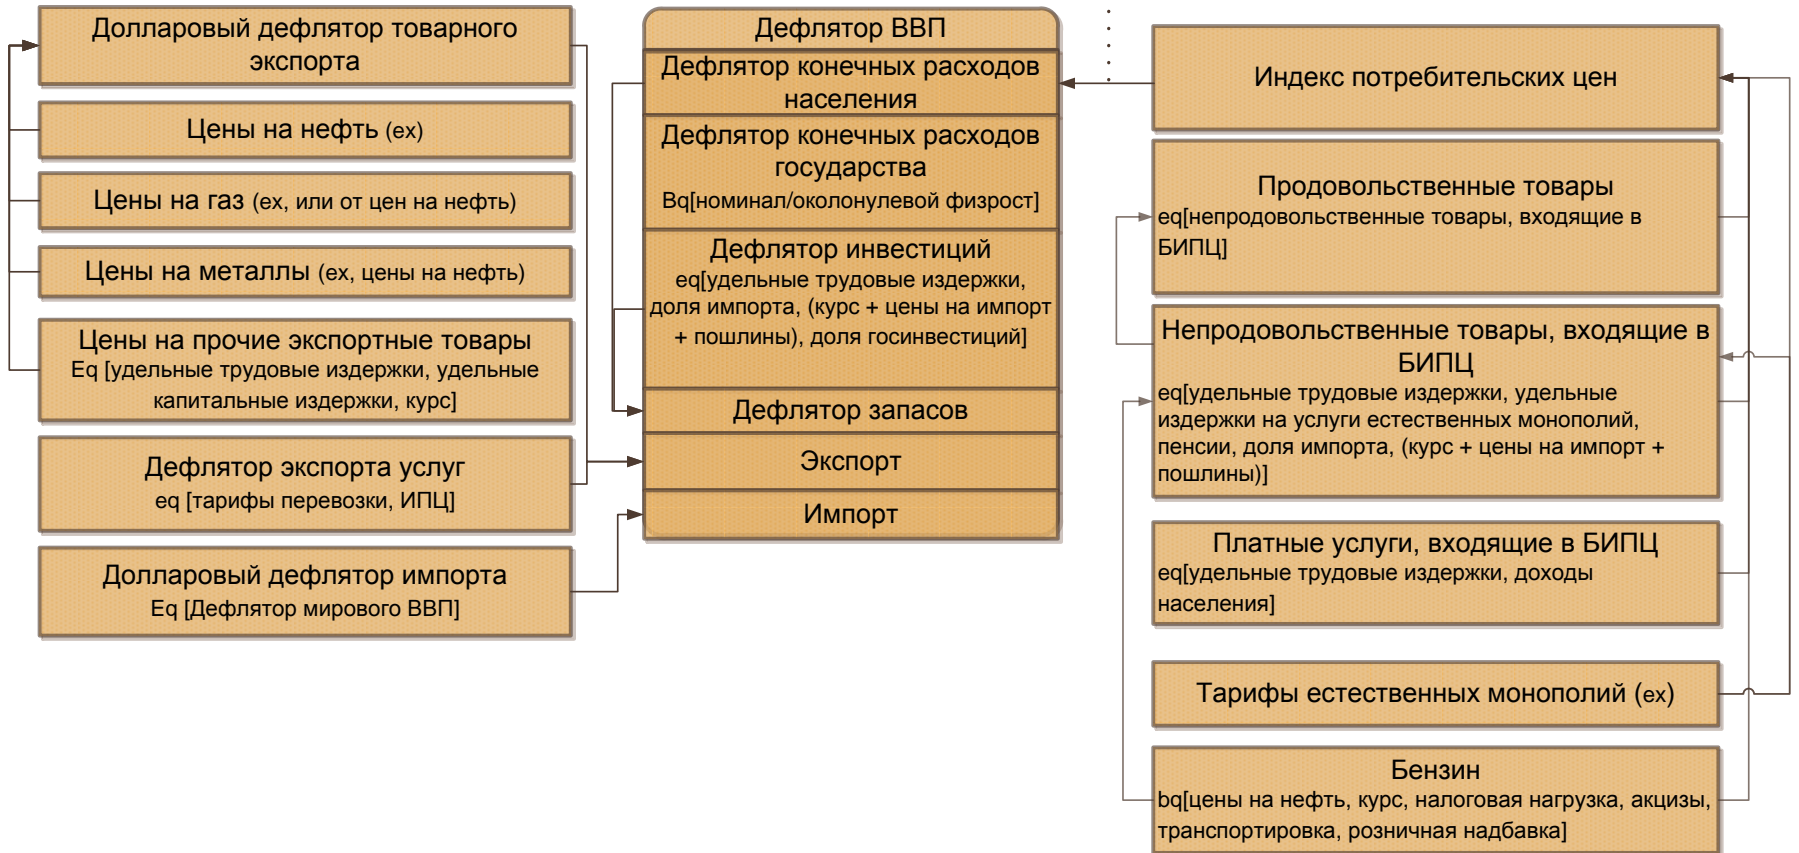 Долларовый дефлятор товарного
экспорта
Цены на нефть (ex)
Цены на газ (ex, или от цен на нефть)
Цены на металлы (ex, цены на нефть)
Цены на прочие экспортные товары
Eq [удельные трудовые издержки, удельные
капитальные издержки, курс]
Дефлятор экспорта услуг
eq [тарифы перевозки, ИПЦ]
Долларовый дефлятор импорта
Eq [Дефлятор мирового ВВП]
Дефлятор ВВП
Дефлятор конечных расходов
населения
Дефлятор конечных расходов
государства
Bq[номинал/околонулевой физрост]
Дефлятор инвестиций
eq[удельные трудовые издержки,
доля импорта, (курс + цены на импорт
+ пошлины), доля госинвестиций]
Дефлятор запасов
Экспорт
Импорт
Индекс потребительских цен
Продовольственные товары
eq[непродовольственные товары, входящие в
БИПЦ]
Непродовольственные товары, входящие в
БИПЦ
eq[удельные трудовые издержки, удельные
издержки на услуги естественных монополий,
пенсии, доля импорта, (курс + цены на импорт +
пошлины)]
Платные услуги, входящие в БИПЦ
eq[удельные трудовые издержки, доходы
населения]
Тарифы естественных монополий (ex)
Бензин
bq[цены на нефть, курс, налоговая нагрузка, акцизы,
транспортировка, розничная надбавка]